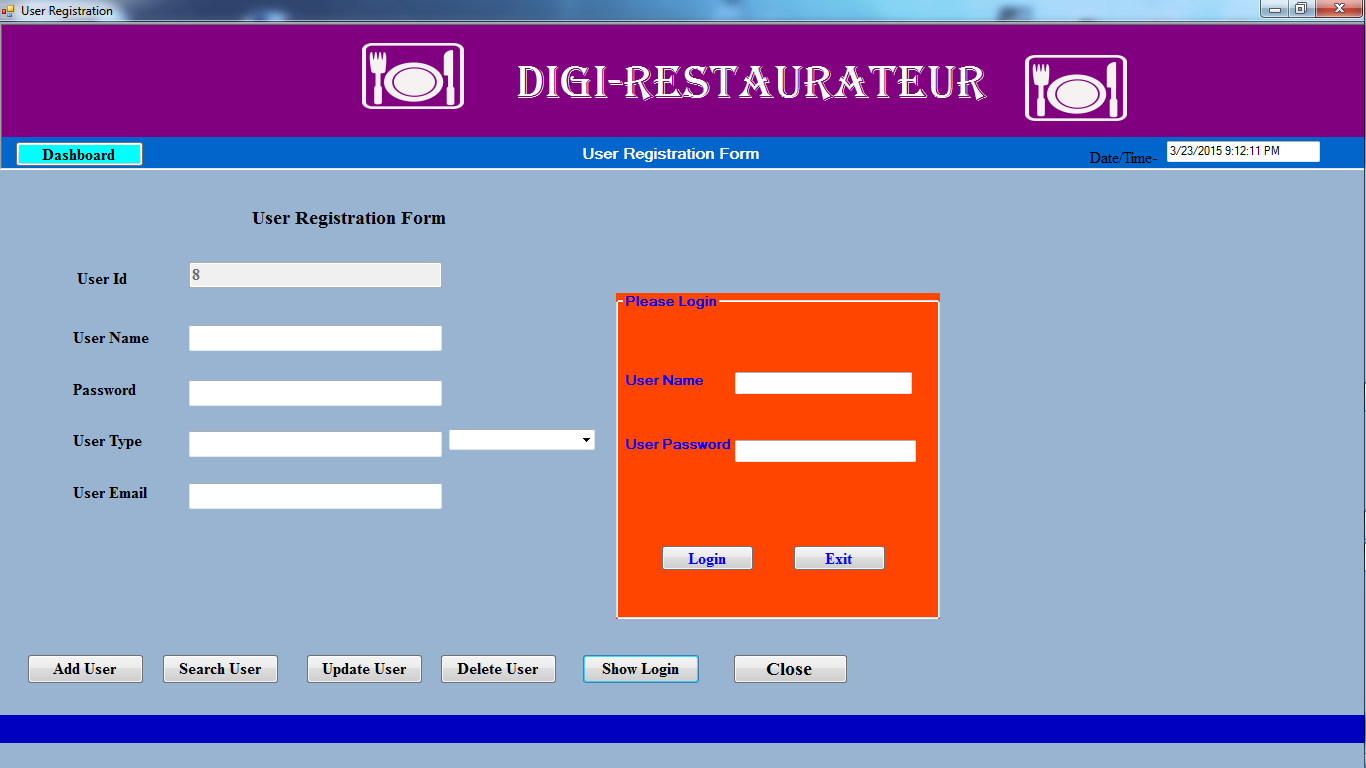 User Registration
DIGI-RESTAURATEUR
Dashboard
User Registration Form
Date/Time-
3/23/2015 9:12:11 PM
User Registration Form
User Id
8
User Name
Password
User Type
User Email
Please Login
User Name
User Password
Login
Exit
Add User
Search User
Update User
Delete User
Show Login
Close